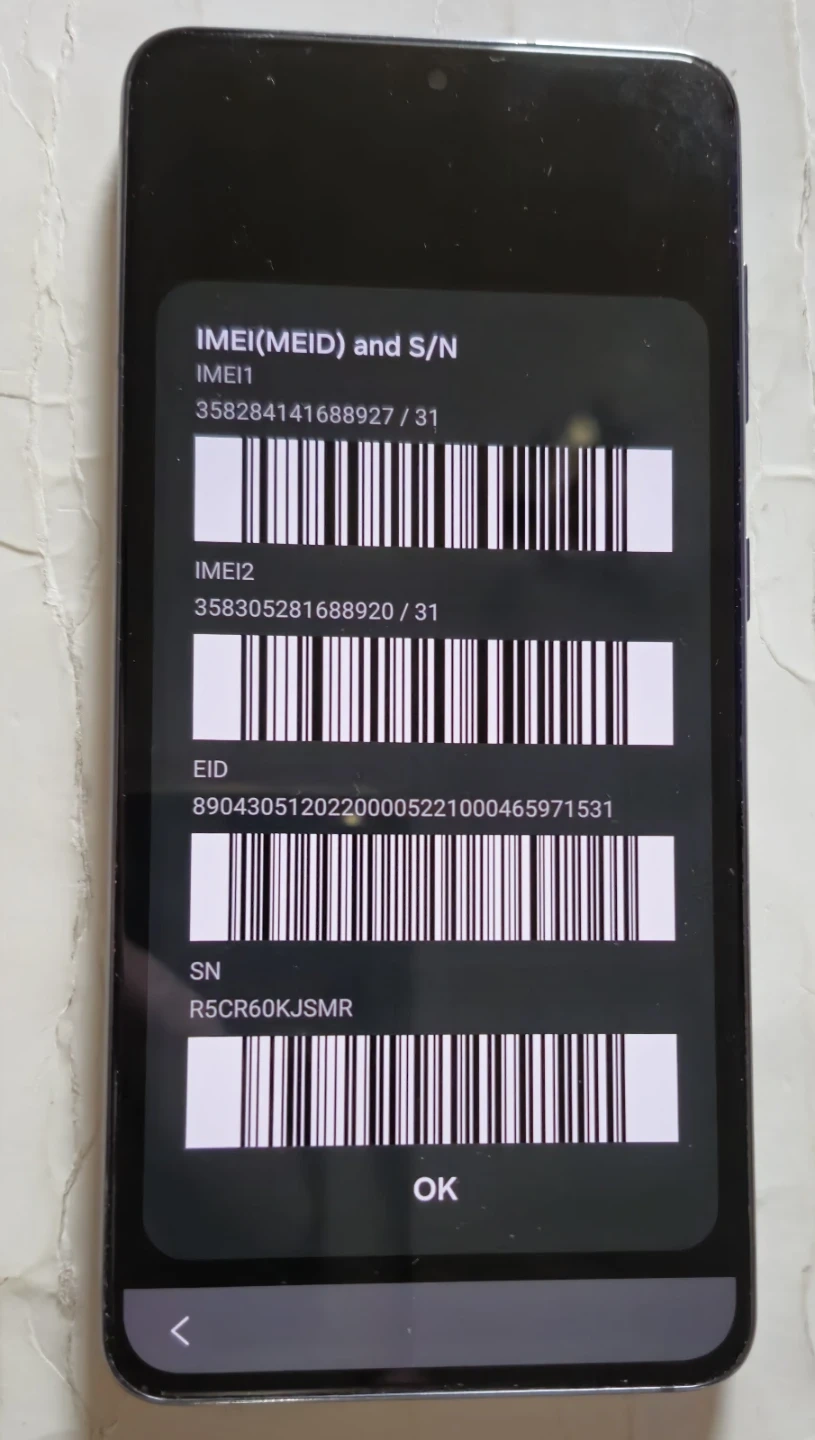 IMEI(MEID) and S/N
IMEI1
358284141688927 / 31
IMEI2
358305281688920 / 31
EID
89043051202200005221000465971531
SN
R5CR60KJSMR
OK